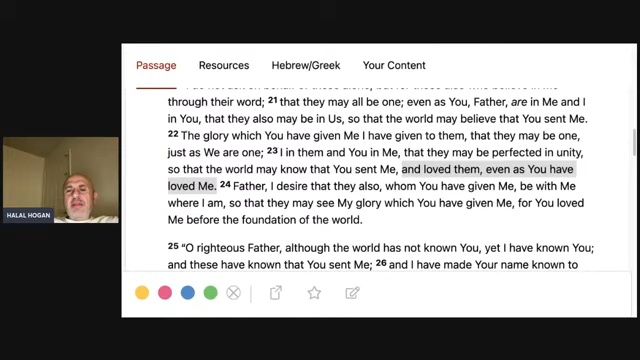 Passage Resources Hebrew/Greek Your Content
through their word; 21 that they may all be one; even as You, Father, are in Me and I
in You, that they also may be in Us, so that the world may believe that You sent Me.
22 The glory which You have given Me I have given to them, that they may be one,
just as We are one; 23 I in them and You in Me, that they may be perfected in unity,
so that the world may know that You sent Me, and loved them, even as You have
loved Me. 24 Father, I desire that they also, whom You have given Me, be with Me
where I am, so that they may see My glory which You have given Me, for You loved
Me before the foundation of the world.
25 “O righteous Father, although the world has not known You, yet I have known You;
and these have known that You sent Me; 26 and I have made Your name known to
HALAL HOGAN